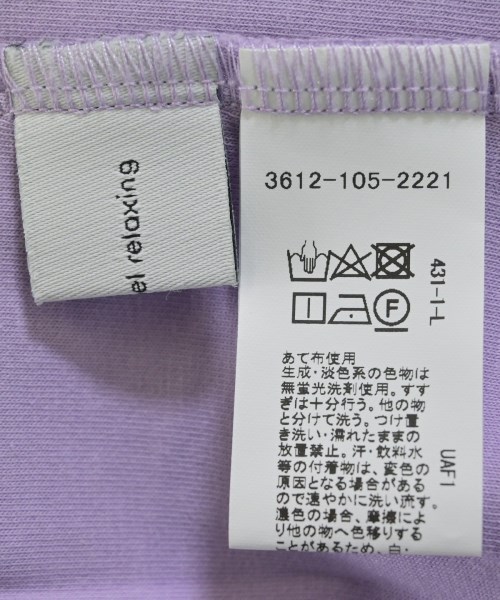 el relaxing
3612-105-2221
431-1-L
F
あて布使用
生成・淡色系の色物は
無蛍光洗剤使用。すす
ぎは十分行う。他の物
と分けて洗う。つけ置
き洗い・濡れたままの
放置禁止。汗・飲料水
等の付着物は、変色の
原因となる場合がある
ので速やかに洗い流す。
濃色の場合、摩擦によ
り他の物へ色移りする
ことがあるため、白・
UAF1